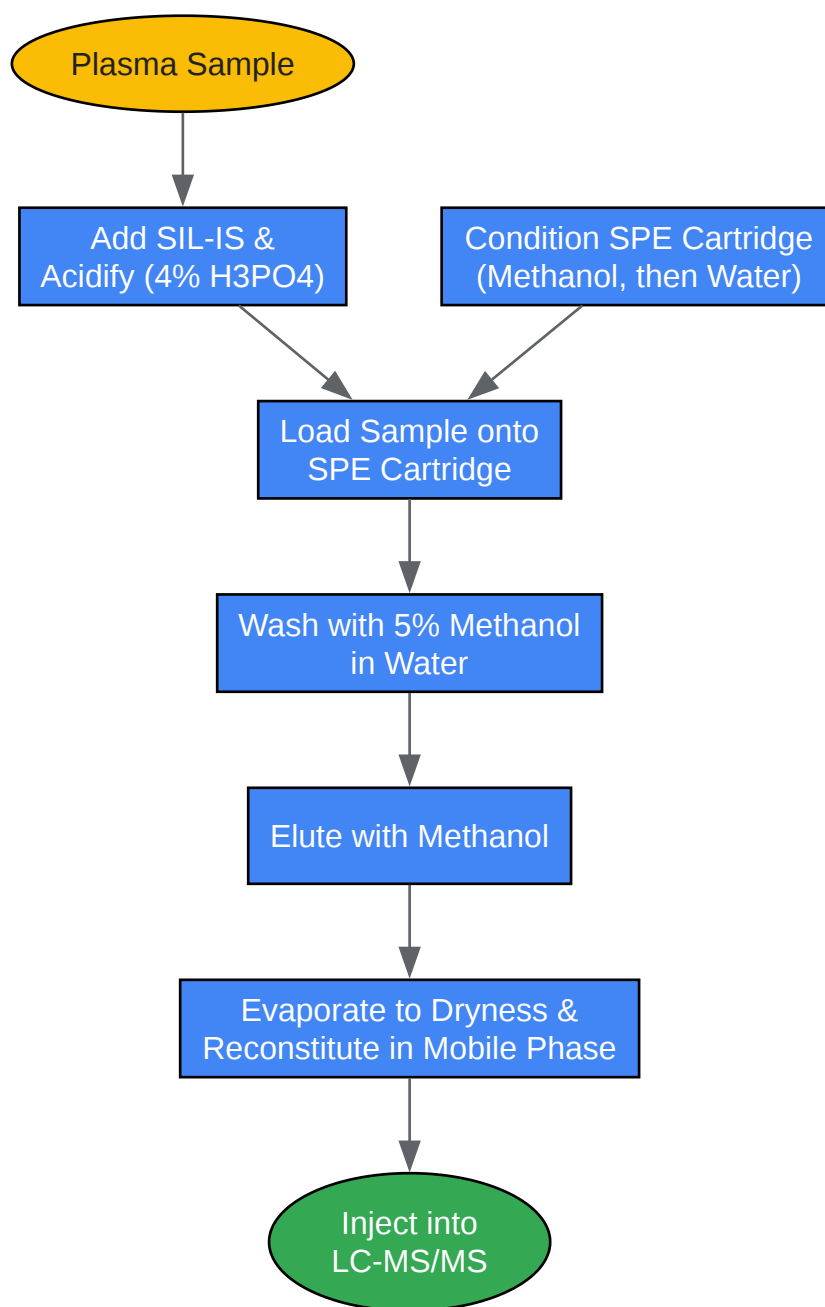 Plasma Sample
Add SIL-IS &
Acidify (4% H3PO4)
Condition SPE Cartridge
(Methanol, then Water)
Load Sample onto
SPE Cartridge
Wash with 5% Methanol
in Water
Elute with Methanol
Evaporate to Dryness &
Reconstitute in Mobile Phase
Inject into
LC-MS/MS